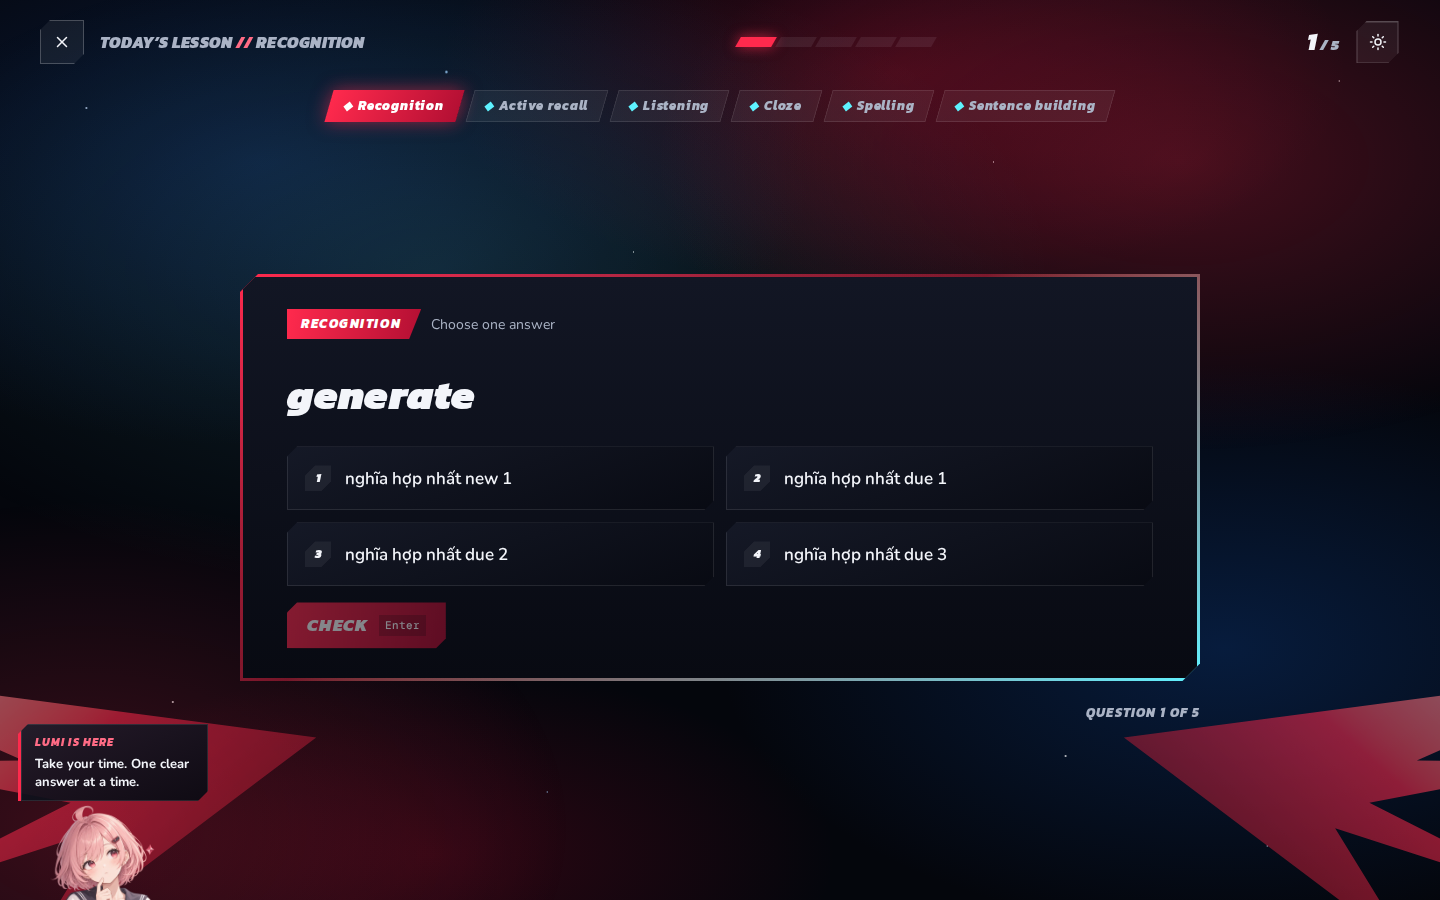 TODAY'S LESSON // RECOGNITION
1 / 5
Recognition
Active recall
Listening
Cloze
Spelling
Sentence building
RECOGNITION Choose one answer
generate
1 nghĩa hợp nhất new 1
2 nghĩa hợp nhất due 1
3 nghĩa hợp nhất due 2
4 nghĩa hợp nhất due 3
CHECK Enter
QUESTION 1 OF 5
LUMI IS HERE
Take your time. One clear
answer at a time.